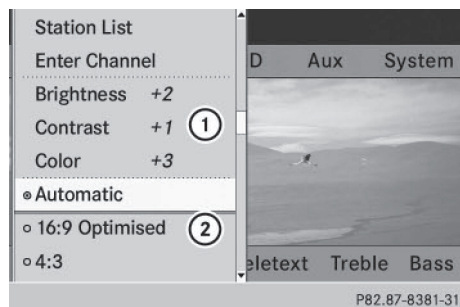 Station List
Enter Channel
D Aux System
Brightness +2
Contrast +1
1
Color +3
Automatic
16:9 Optimised
2
4:3
eletext Treble Bass
P82.87-8381-31